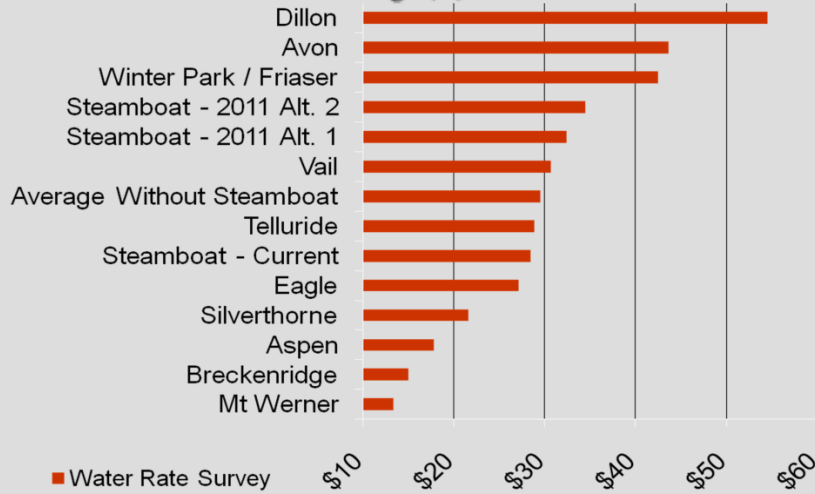 Dillon
Avon
Winter Park / Friaser
Steamboat - 2011 Alt. 2
Steamboat - 2011 Alt. 1
Vail
Average Without Steamboat
Telluride
Steamboat - Current
Eagle
Silverthorne
Aspen
Breckenridge
Mt Werner
$10 $20 $30 $40 $50 $60
Water Rate Survey